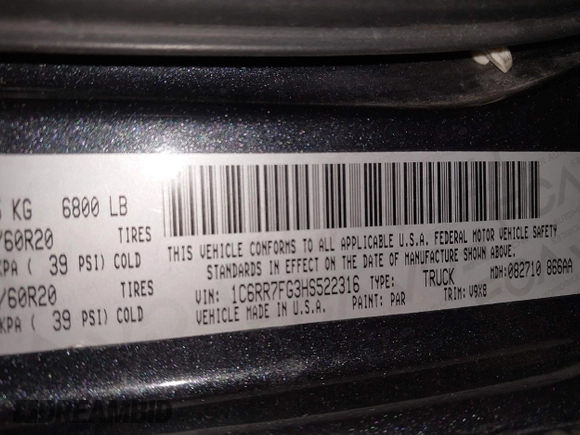 KG 6800 LB
/60R20 TIRES
KPA ( 39 PSI) COLD
/60R20 TIRES
KPA ( 39 PSI) COLD
THIS VEHICLE CONFORMS TO ALL APPLICABLE U.S.A. FEDERAL MOTOR VEHICLE SAFETY
STANDARDS IN EFFECT ON THE DATE OF MANUFACTURE SHOWN ABOVE.
VIN: 1C6RR7FG3HS522316 TYPE: TRUCK MDH: 082710 866AA
VEHICLE MADE IN U.S.A. PAINT: PAR TRIM: V9X8
DREAMBID